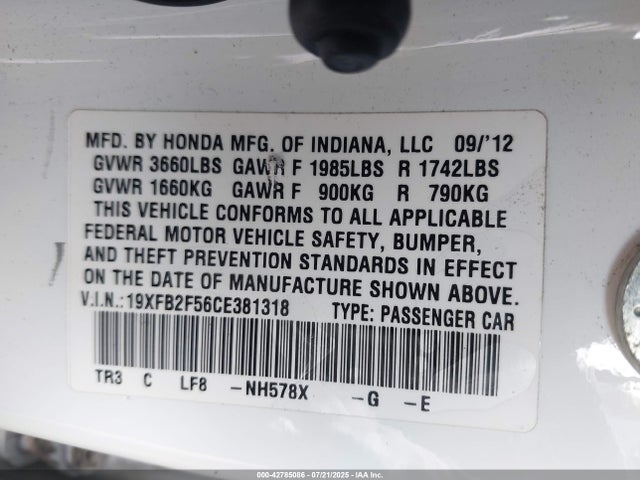 MFD. BY HONDA MFG. OF INDIANA, LLC 09/'12
GVWR 3660LBS GAWR F 1985LBS R 1742LBS
GVWR 1660KG GAWR F 900KG R 790KG
THIS VEHICLE CONFORMS TO ALL APPLICABLE
FEDERAL MOTOR VEHICLE SAFETY, BUMPER,
AND THEFT PREVENTION STANDARDS IN EFFECT
ON THE DATE OF MANUFACTURE SHOWN ABOVE.
V.I.N.:19XFB2F56CE381318 TYPE: PASSENGER CAR
TR3 C LF8 -NH578X -G -E
000-42785086 - 07/21/2025 - IAA Inc.